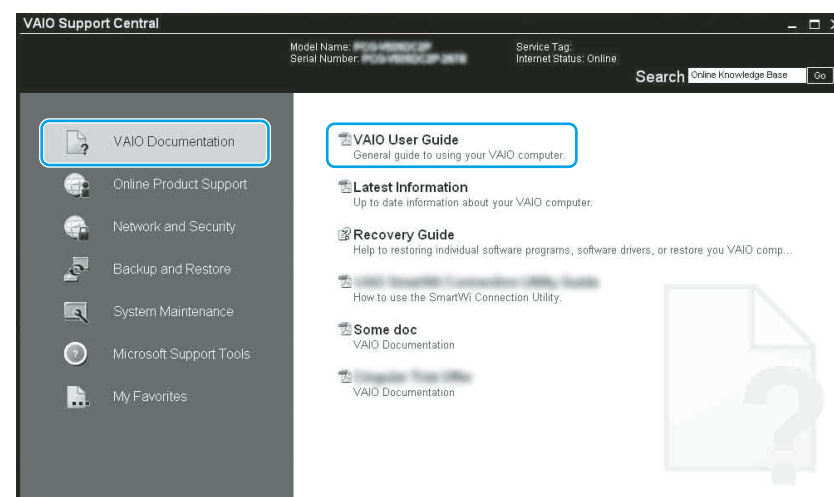 VAIO Support Central
Model Name:
Serial Number:
Service Tag:
Internet Status: Online
Search Online Knowledge Base Go
VAIO Documentation
Online Product Support
Network and Security
Backup and Restore
System Maintenance
Microsoft Support Tools
My Favorites
VAIO User Guide
General guide to using your VAIO computer.
Latest Information
Up to date information about your VAIO computer.
Recovery Guide
Help to restoring individual software programs, software drivers, or restore you VAIO comp...
How to use the SmartWi Connection Utility.
Some doc
VAIO Documentation
VAIO Documentation